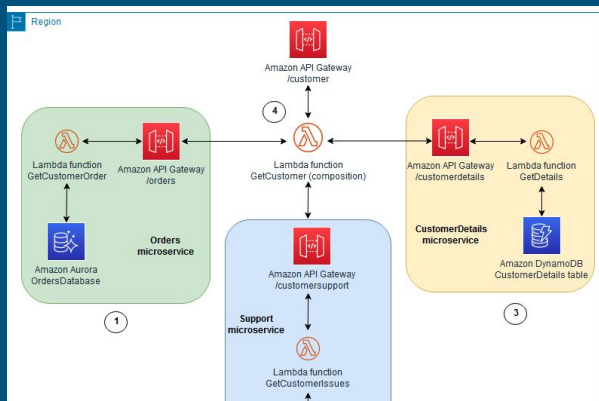 Region
Amazon API Gateway
/customer
4
Lambda function
GetCustomerOrder
Amazon API Gateway
/orders
Lambda function
GetCustomer (composition)
Amazon API Gateway
/customerdetails
Lambda function
GetDetails
Orders
microservice
Amazon Aurora
OrdersDatabase
CustomerDetails
microservice
Amazon DynamoDB
CustomerDetails table
Amazon API Gateway
/customersupport
1
3
Support
microservice
Lambda function
GetCustomerIssues